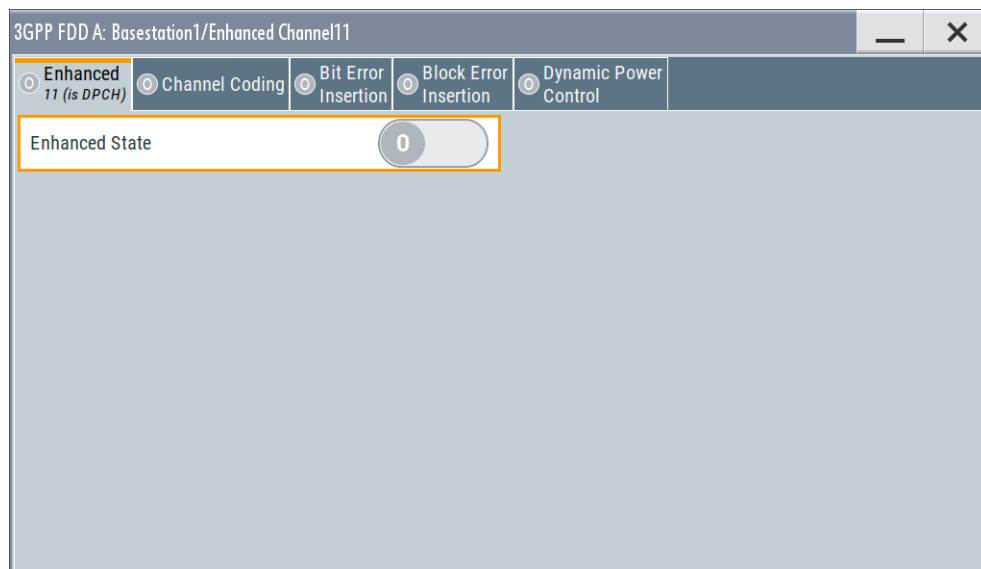 3GPP FDD A: Basestation1/Enhanced Channel11
Enhanced
11 (is DPCH)
Channel Coding
Bit Error
Insertion
Block Error
Insertion
Dynamic Power
Control
Enhanced State
0